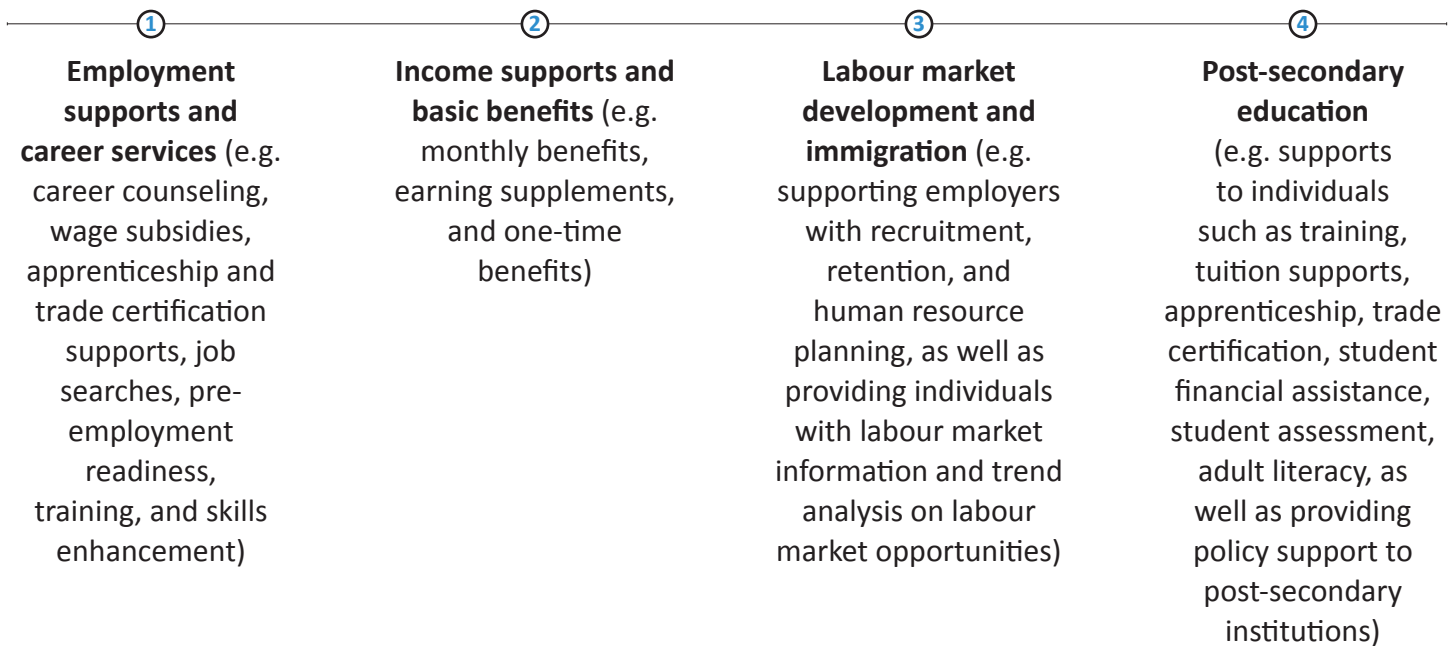 1
Employment
supports and
career services (e.g.
career counseling,
wage subsidies,
apprenticeship and
trade certification
supports, job
searches, pre-
employment
readiness,
training, and skills
enhancement)
2
Income supports and
basic benefits (e.g.
monthly benefits,
earning supplements,
and one-time
benefits)
3
Labour market
development and
immigration (e.g.
supporting employers
with recruitment,
retention, and
human resource
planning, as well as
providing individuals
with labour market
information and trend
analysis on labour
market opportunities)
4
Post-secondary
education
(e.g. supports
to individuals
such as training,
tuition supports,
apprenticeship, trade
certification, student
financial assistance,
student assessment,
adult literacy, as
well as providing
policy support to
post-secondary
institutions)